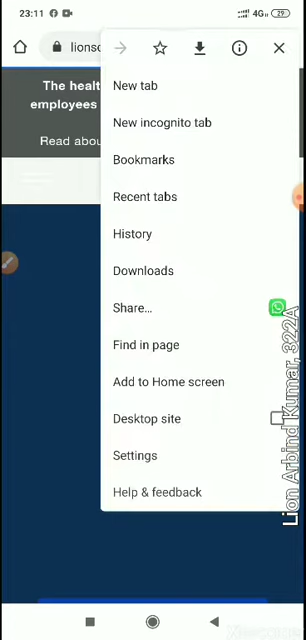 23:11
4G
29
lionsc
The healt
employees
Read abou
New tab
New incognito tab
Bookmarks
Recent tabs
History
Downloads
Share...
Find in page
Add to Home screen
Desktop site
Settings
Help & feedback
Lion Arbind Kumar, 322A